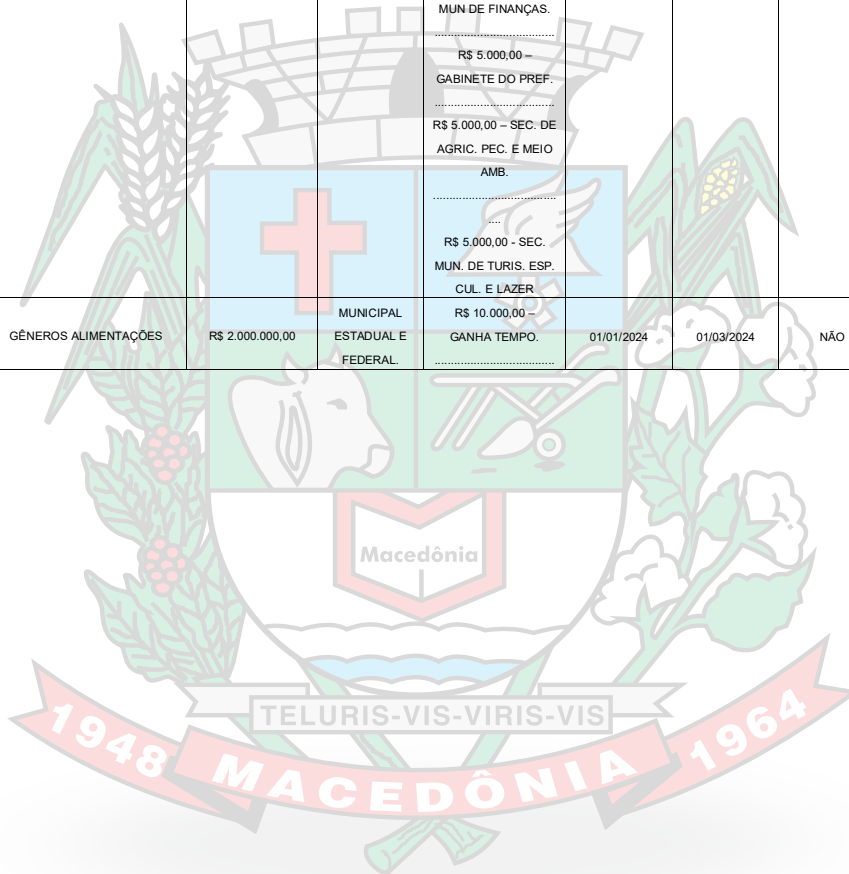 MUN DE FINANÇAS.
.....................................
R$ 5.000,00 –
GABINETE DO PREF.
.....................................
R$ 5.000,00 – SEC. DE
AGRIC. PEC. E MEIO
AMB.
.....................................
....
R$ 5.000,00 - SEC.
MUN. DE TURIS. ESP.
CUL. E LAZER
GÊNEROS ALIMENTAÇÕES
R$ 2.000.000,00
MUNICIPAL
ESTADUAL E
FEDERAL.
R$ 10.000,00 –
GANHA TEMPO.
.....................................
01/01/2024
01/03/2024
NÃO
Macedônia
TELURIS-VIS-VIRIS-VIS
1948 MACEDÔNIA 1964